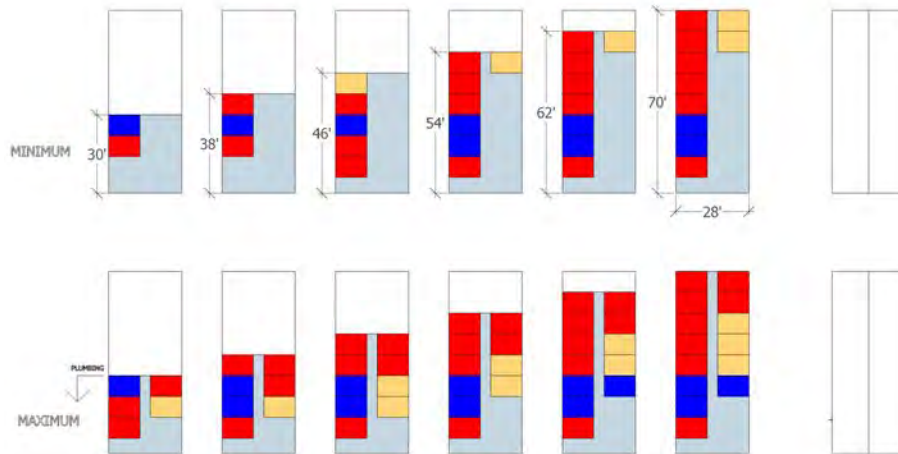 70'
62'
54'
46'
38'
30'
MINIMUM
28'
PLUMBING
MAXIMUM